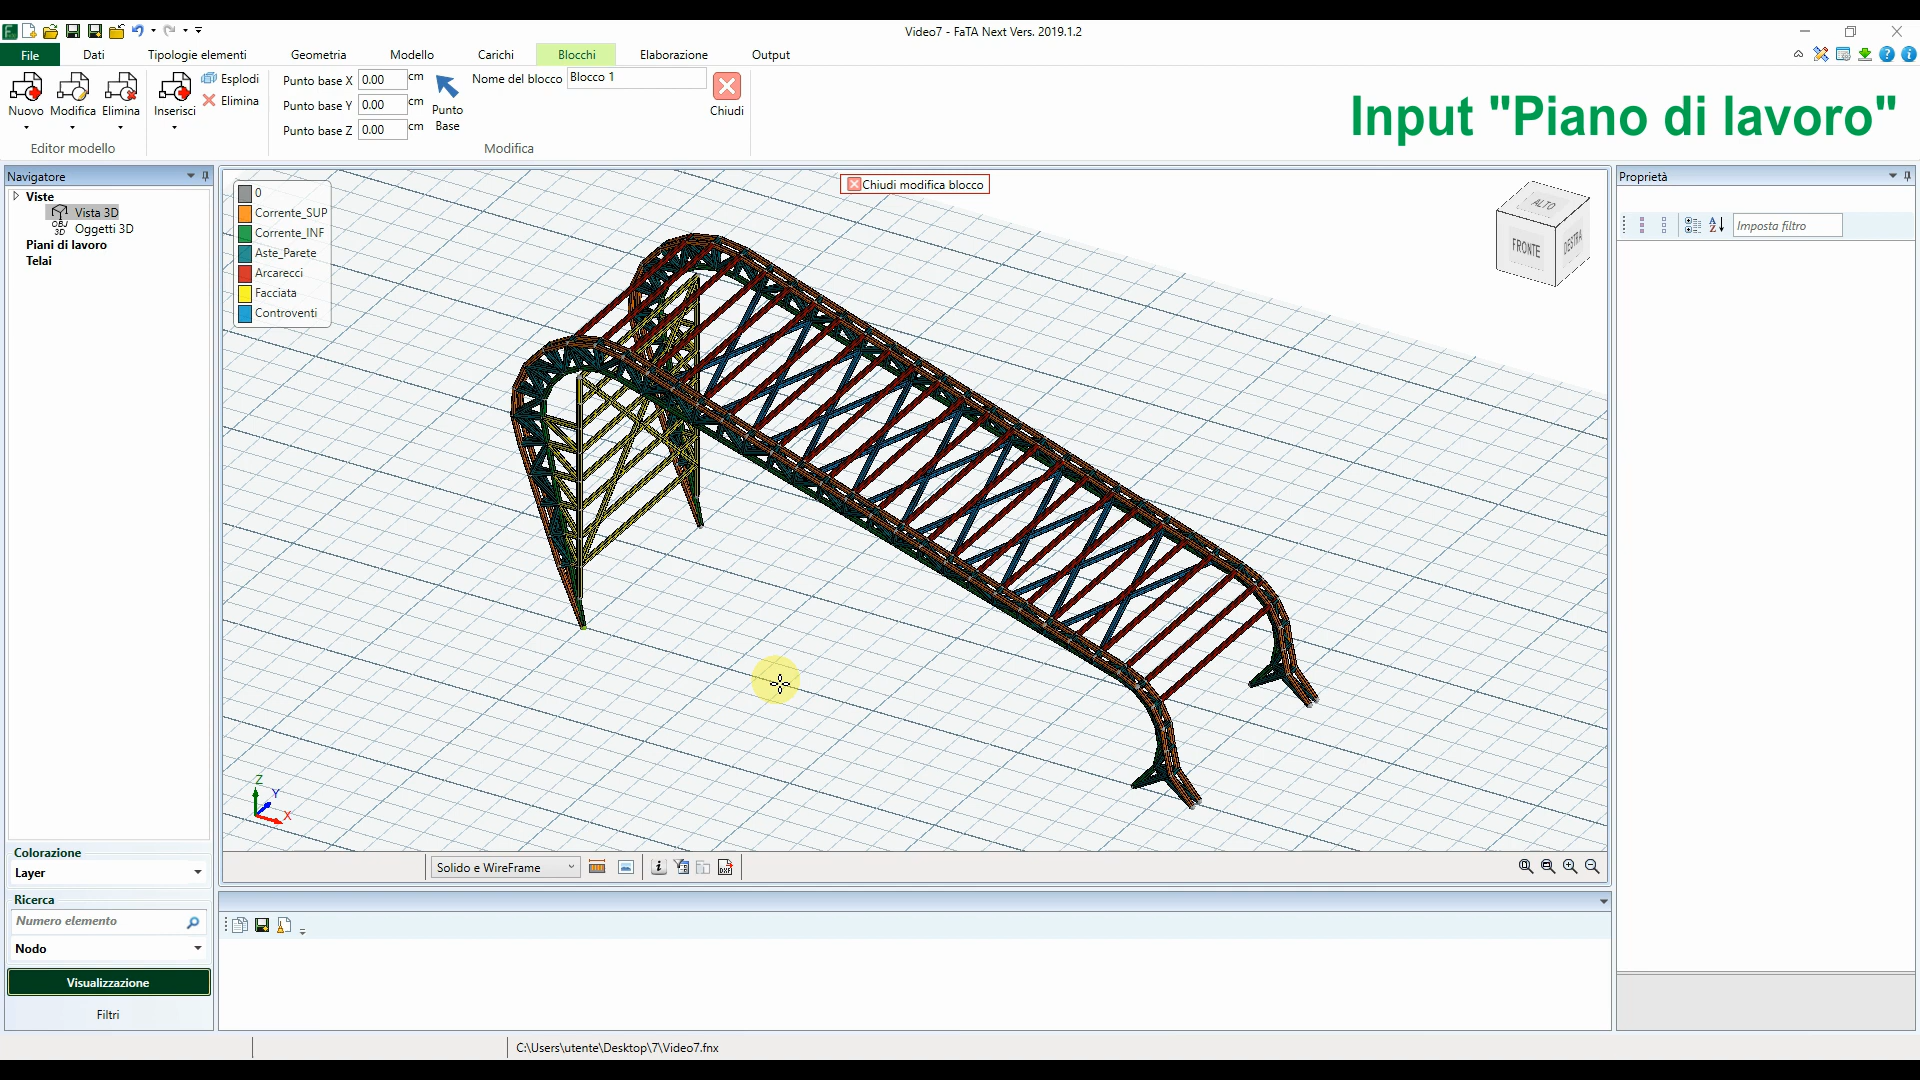 Video7 - FaTA Next Vers. 2019.1.2
File Dati Tipologie elementi Geometria Modello Carichi Blocchi Elaborazione Output
Nuovo Modifica Elimina
Editor modello
Inserisci
Esplodi
Elimina
Punto base X 0.00 cm
Punto base Y 0.00 cm
Punto base Z 0.00 cm
Punto
Base
Nome del blocco Blocco 1
Chiudi
Modifica
Input "Piano di lavoro"
Navigatore
Viste
Vista 3D
OBJ 3D Oggetti 3D
Piani di lavoro
Telai
0
Corrente_SUP
Corrente_INF
Aste_Parete
Arcarecci
Facciata
Controventi
Chiudi modifica blocco
ALTO
FRONTE
DESTRA
Z
Y
X
Proprietà
Imposta filtro
Colorazione
Layer
Ricerca
Numero elemento
Nodo
Visualizzazione
Filtri
Solido e WireFrame
DXF
C:\Users\utente\Desktop\7\Video7.fnx